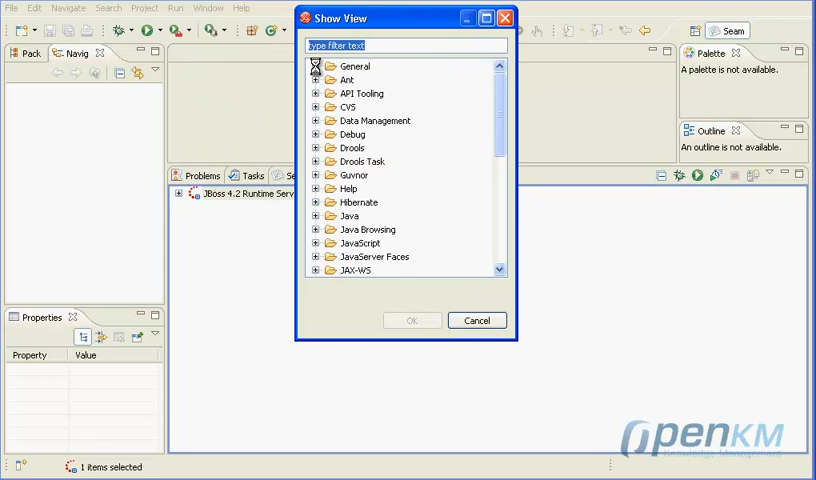 File Edit Navigate Search Project Run Window Help
Show View
Seam
type filter text
Pack Navig
Palette
A palette is not available.
Outline
An outline is not available.
General
Ant
API Tooling
CVS
Data Management
Debug
Drools
Drools Task
Guvnor
Help
Hibernate
Java
Java Browsing
JavaScript
JavaServer Faces
JAX-WS
OK Cancel
Problems Tasks Se
JBoss 4.2 Runtime Serv
Properties
Property Value
1 items selected
OpenKM
Knowledge Management